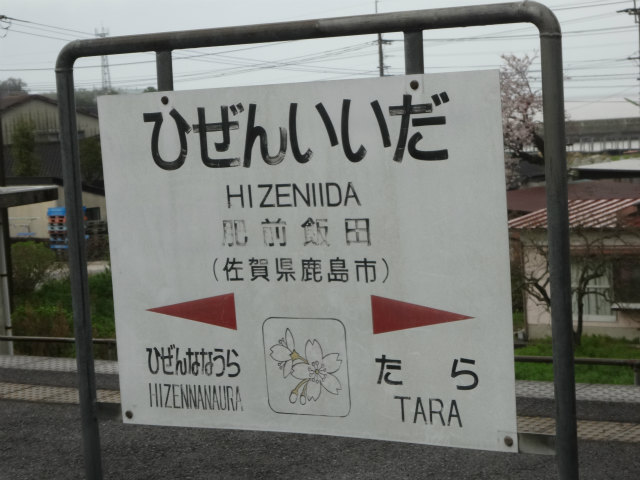 ひぜんいいだ
HIZENIIDA
肥前飯田
(佐賀県鹿島市)
ひぜんななうら
HIZENNANAURA
たら
TARA